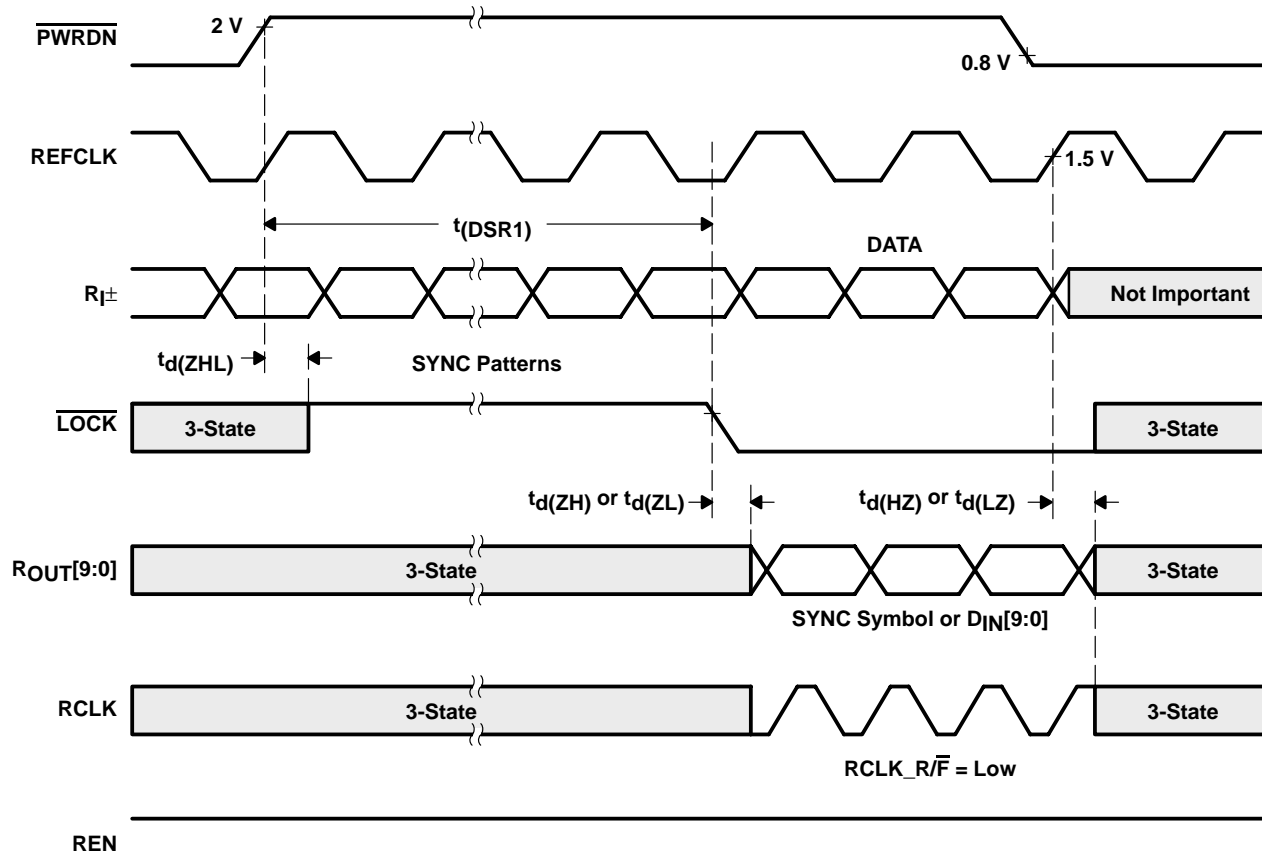 PWRDN
2 V
0.8 V
REFCLK
1.5 V
t(DSR1)
DATA
RI±
Not Important
td(ZHL)
SYNC Patterns
LOCK
3-State
3-State
td(ZH) or td(ZL)
td(HZ) or td(LZ)
ROUT[9:0]
3-State
3-State
SYNC Symbol or DIN[9:0]
RCLK
3-State
3-State
RCLK_R/F̅ = Low
REN